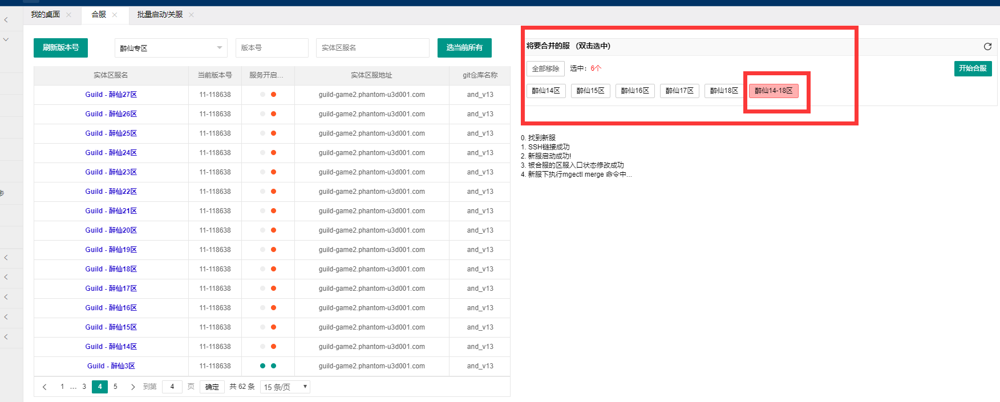 我的桌面 合服 批量启动/关服
刷新版本号 醉仙专区 版本号 实体区服名 选当前所有
实体区服名 当前版本号 服务开启... 实体区服地址 git仓库名称
Guild - 醉仙27区 11-118638 guild-game2.phantom-u3d001.com and_v13
Guild - 醉仙26区 11-118638 guild-game2.phantom-u3d001.com and_v13
Guild - 醉仙25区 11-118638 guild-game2.phantom-u3d001.com and_v13
Guild - 醉仙24区 11-118638 guild-game2.phantom-u3d001.com and_v13
Guild - 醉仙23区 11-118638 guild-game2.phantom-u3d001.com and_v13
Guild - 醉仙22区 11-118638 guild-game2.phantom-u3d001.com and_v13
Guild - 醉仙21区 11-118638 guild-game2.phantom-u3d001.com and_v13
Guild - 醉仙20区 11-118638 guild-game2.phantom-u3d001.com and_v13
Guild - 醉仙19区 11-118638 guild-game2.phantom-u3d001.com and_v13
Guild - 醉仙18区 11-118638 guild-game2.phantom-u3d001.com and_v13
Guild - 醉仙17区 11-118638 guild-game2.phantom-u3d001.com and_v13
Guild - 醉仙16区 11-118638 guild-game2.phantom-u3d001.com and_v13
Guild - 醉仙15区 11-118638 guild-game2.phantom-u3d001.com and_v13
Guild - 醉仙14区 11-118638 guild-game2.phantom-u3d001.com and_v13
Guild - 醉仙3区 11-118638 guild-game2.phantom-u3d001.com and_v13
1 ... 3 4 5 到第 4 页 确定 共 62 条 15 条/页
将要合并的服 (双击选中)
全部移除 选中: 6个 开始合服
醉仙14区 醉仙15区 醉仙16区 醉仙17区 醉仙18区 醉仙14-18区
0. 找到新服
1. SSH链接成功
2. 新服启动成功!
3. 被合服的区服入口状态修改成功
4. 新服下执行mgectl merge 命令中...
步